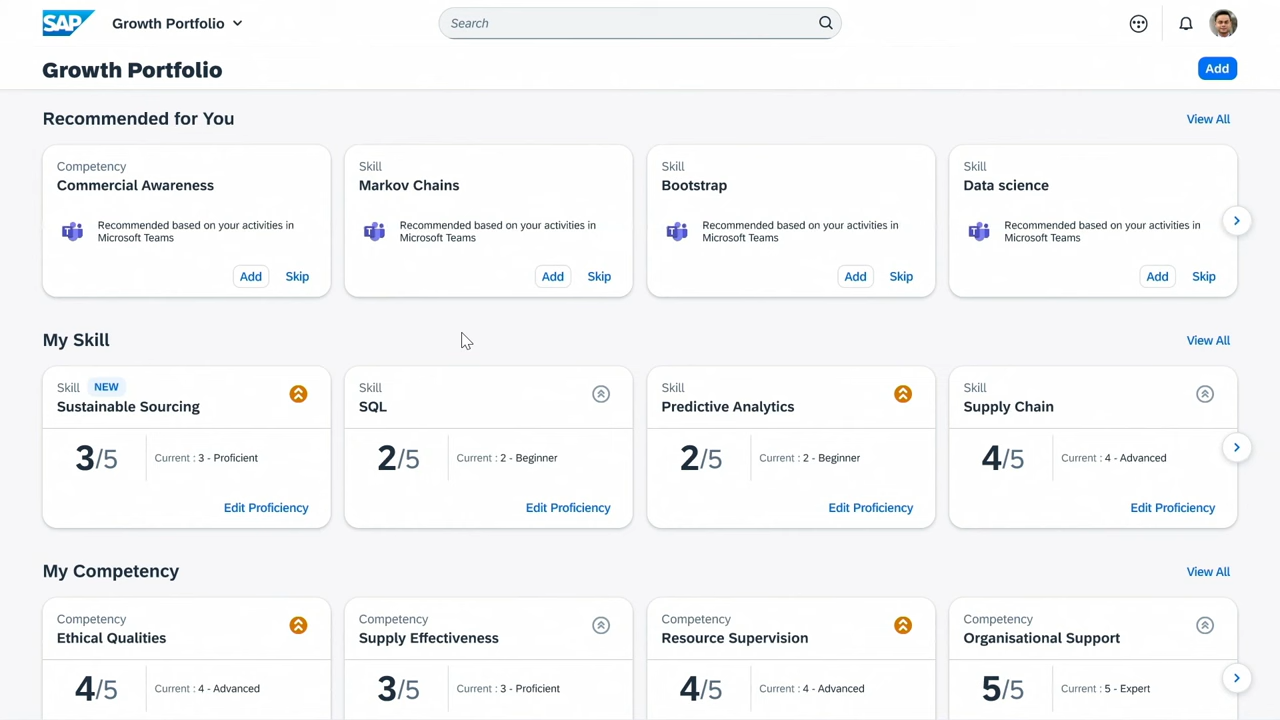 SAP Growth Portfolio
Search
Growth Portfolio
Add
Recommended for You
View All
Competency
Commercial Awareness
Recommended based on your activities in
Microsoft Teams
Add Skip
Skill
Markov Chains
Recommended based on your activities in
Microsoft Teams
Add Skip
Skill
Bootstrap
Recommended based on your activities in
Microsoft Teams
Add Skip
Skill
Data science
Recommended based on your activities in
Microsoft Teams
Add Skip
My Skill
View All
Skill NEW
Sustainable Sourcing
3/5 Current : 3 - Proficient
Edit Proficiency
Skill
SQL
2/5 Current : 2 - Beginner
Edit Proficiency
Skill
Predictive Analytics
2/5 Current : 2 - Beginner
Edit Proficiency
Skill
Supply Chain
4/5 Current : 4 - Advanced
Edit Proficiency
My Competency
View All
Competency
Ethical Qualities
4/5 Current : 4 - Advanced
Competency
Supply Effectiveness
3/5 Current : 3 - Proficient
Competency
Resource Supervision
4/5 Current : 4 - Advanced
Competency
Organisational Support
5/5 Current : 5 - Expert